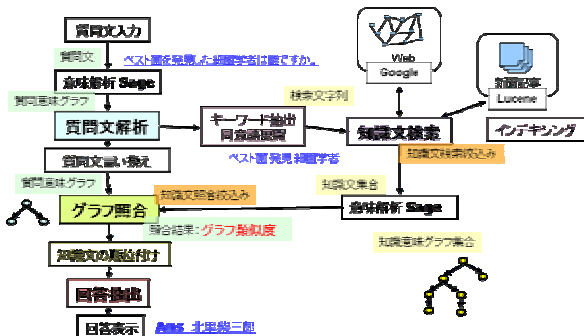 質問文入力
質問文
ペスト菌を発見した細菌学者は誰ですか。
意味解析 Sage
質問意味グラフ
質問文解析
キーワード抽出
同意語展開
ペスト菌 発見 細菌学者
検索文字列
Web
Google
新聞記事
Lucene
インデキシング
知識文検索
知識文検索絞込み
質問文言い換え
質問意味グラフ
知識文集合
意味解析 Sage
知識文照合絞込み
グラフ照合
照合結果：グラフ類似度
知識意味グラフ集合
知識文の順位付け
回答抽出
回答表示
Ans 北里柴三郎